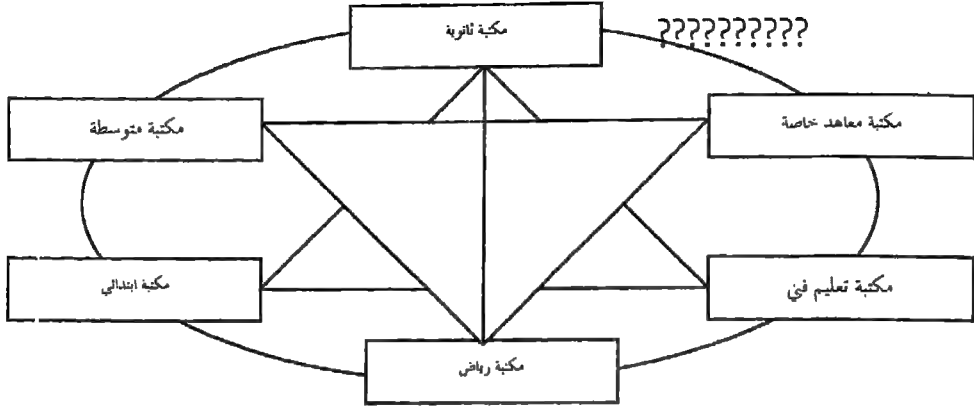 مكتبة ثانوية
??????????
مكتبة معاهد خاصة
مكتبة متوسطة
مكتبة تعليم فني
مكتبة ابتدائي
مكتبة رياض